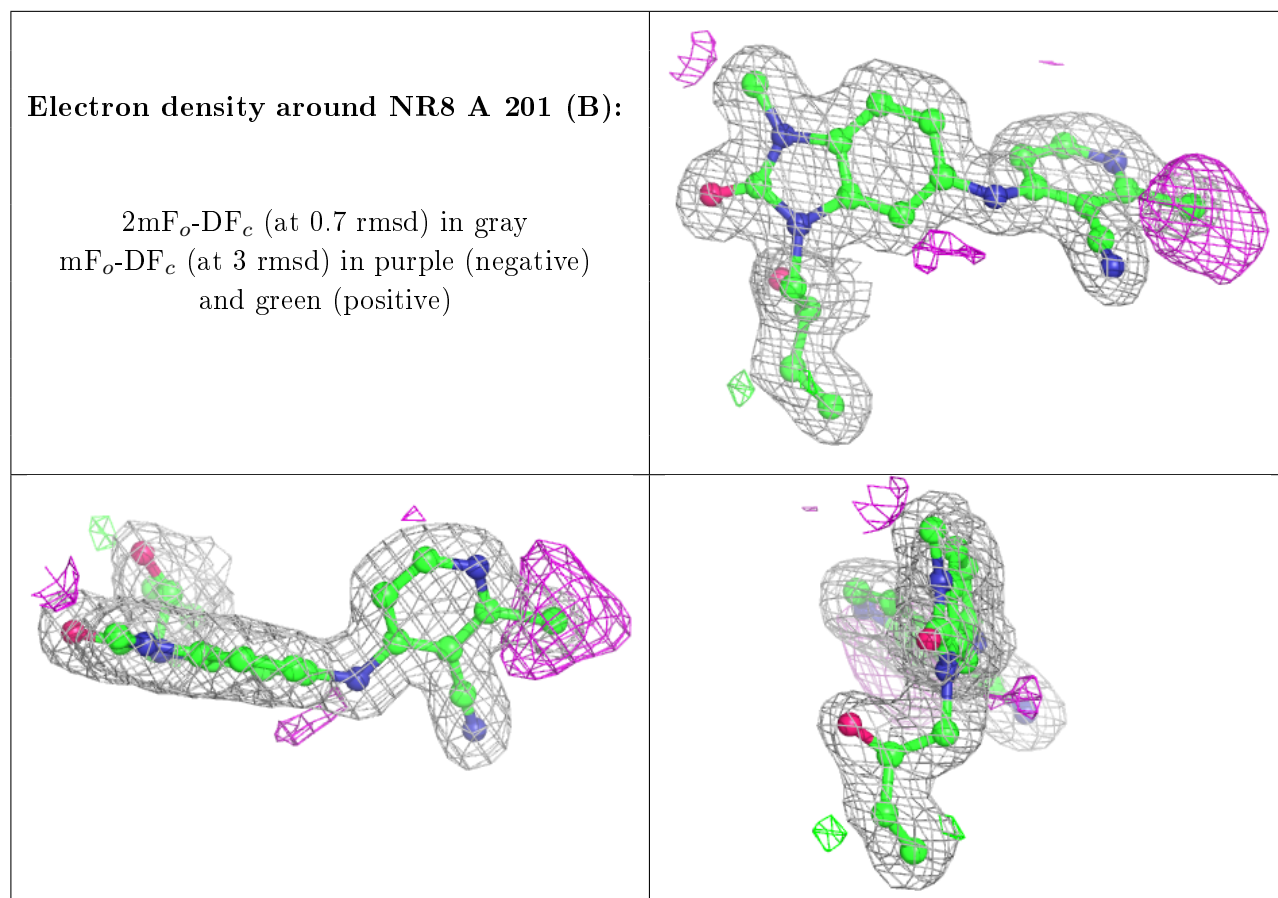 Electron density around NR8 A 201 (B):
2mFo-DFc (at 0.7 rmsd) in gray
mFo-DFc (at 3 rmsd) in purple (negative)
and green (positive)